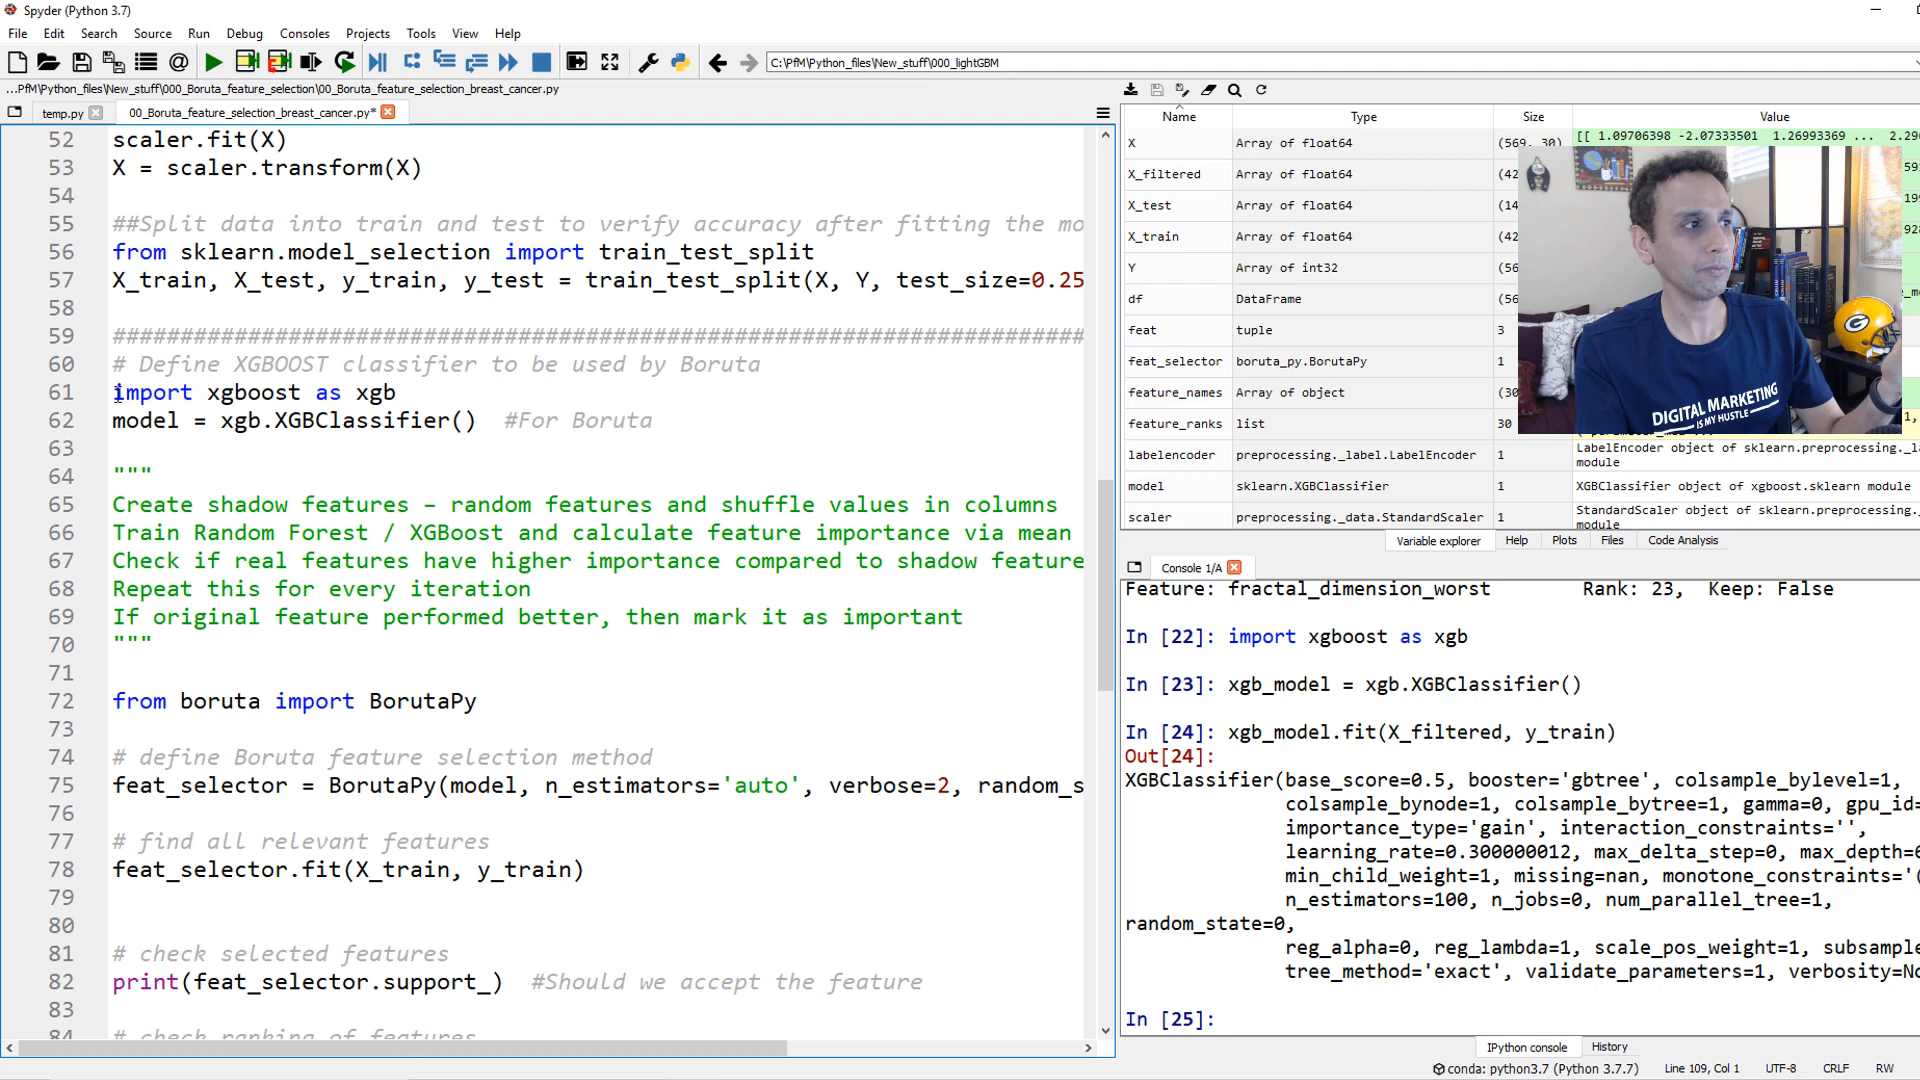 Spyder (Python 3.7)
File Edit Search Source Run Debug Consoles Projects Tools View Help
C:\PfM\Python_files\New_stuff\000_lightGBM
...PfM\Python_files\New_stuff\000_Boruta_feature_selection\00_Boruta_feature_selection_breast_cancer.py
temp.py 00_Boruta_feature_selection_breast_cancer.py*
52 scaler.fit(X)
53 X = scaler.transform(X)
54
55 ##Split data into train and test to verify accuracy after fitting the mo
56 from sklearn.model_selection import train_test_split
57 X_train, X_test, y_train, y_test = train_test_split(X, Y, test_size=0.25
58
59 ########################################################################
60 # Define XGBOOST classifier to be used by Boruta
61 import xgboost as xgb
62 model = xgb.XGBClassifier() #For Boruta
63
64 """
65 Create shadow features – random features and shuffle values in columns
66 Train Random Forest / XGBoost and calculate feature importance via mean
67 Check if real features have higher importance compared to shadow feature
68 Repeat this for every iteration
69 If original feature performed better, then mark it as important
70 """
71
72 from boruta import BorutaPy
73
74 # define Boruta feature selection method
75 feat_selector = BorutaPy(model, n_estimators='auto', verbose=2, random_s
76
77 # find all relevant features
78 feat_selector.fit(X_train, y_train)
79
80
81 # check selected features
82 print(feat_selector.support_) #Should we accept the feature
83
84 # check ranking of features
Name Type Size Value
X Array of float64 (569, 30) [[ 1.09706398 -2.07333501 1.26993369 ... 2.29
X_filtered Array of float64 (42
X_test Array of float64 (14
X_train Array of float64 (42
Y Array of int32 (56
df DataFrame (56
feat tuple 3
feat_selector boruta_py.BorutaPy 1
feature_names Array of object (30
feature_ranks list 30
labelencoder preprocessing._label.LabelEncoder 1 LabelEncoder object of sklearn.preprocessing._la
module
model sklearn.XGBClassifier 1 XGBClassifier object of xgboost.sklearn module
scaler preprocessing._data.StandardScaler 1 StandardScaler object of sklearn.preprocessing._
module
DIGITAL MARKETING
IS MY HUSTLE
Variable explorer Help Plots Files Code Analysis
Console 1/A
Feature: fractal_dimension_worst Rank: 23, Keep: False
In [22]: import xgboost as xgb
In [23]: xgb_model = xgb.XGBClassifier()
In [24]: xgb_model.fit(X_filtered, y_train)
Out[24]:
XGBClassifier(base_score=0.5, booster='gbtree', colsample_bylevel=1,
colsample_bynode=1, colsample_bytree=1, gamma=0, gpu_id=
importance_type='gain', interaction_constraints='',
learning_rate=0.300000012, max_delta_step=0, max_depth=6
min_child_weight=1, missing=nan, monotone_constraints='(
n_estimators=100, n_jobs=0, num_parallel_tree=1,
random_state=0,
reg_alpha=0, reg_lambda=1, scale_pos_weight=1, subsample
tree_method='exact', validate_parameters=1, verbosity=No
In [25]:
IPython console History
conda: python3.7 (Python 3.7.7) Line 109, Col 1 UTF-8 CRLF RW